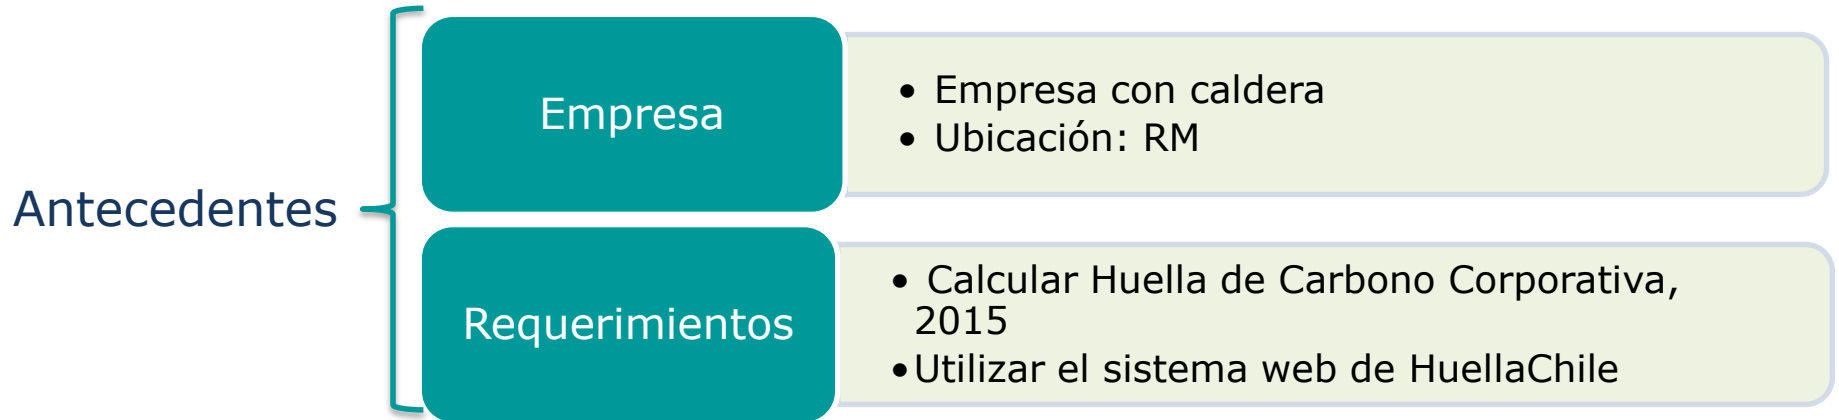 Antecedentes
Empresa
• Empresa con caldera
• Ubicación: RM
Requerimientos
• Calcular Huella de Carbono Corporativa,
2015
•Utilizar el sistema web de HuellaChile